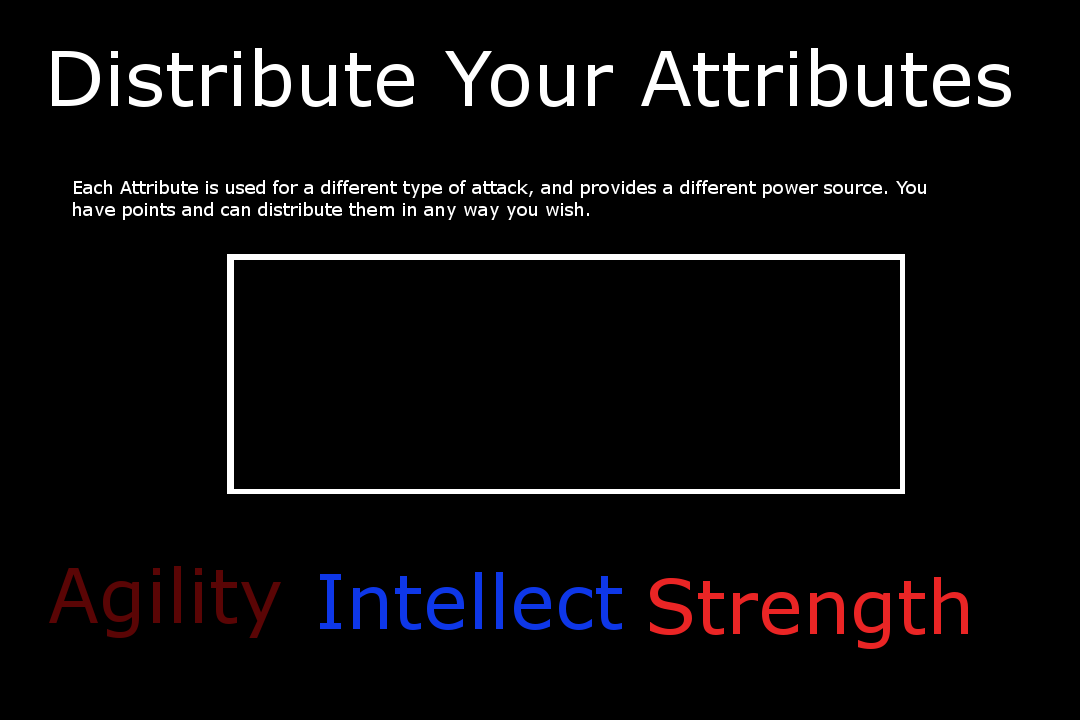 Distribute Your Attributes
Each Attribute is used for a different type of attack, and provides a different power source. You
have points and can distribute them in any way you wish.
Agility Intellect Strength